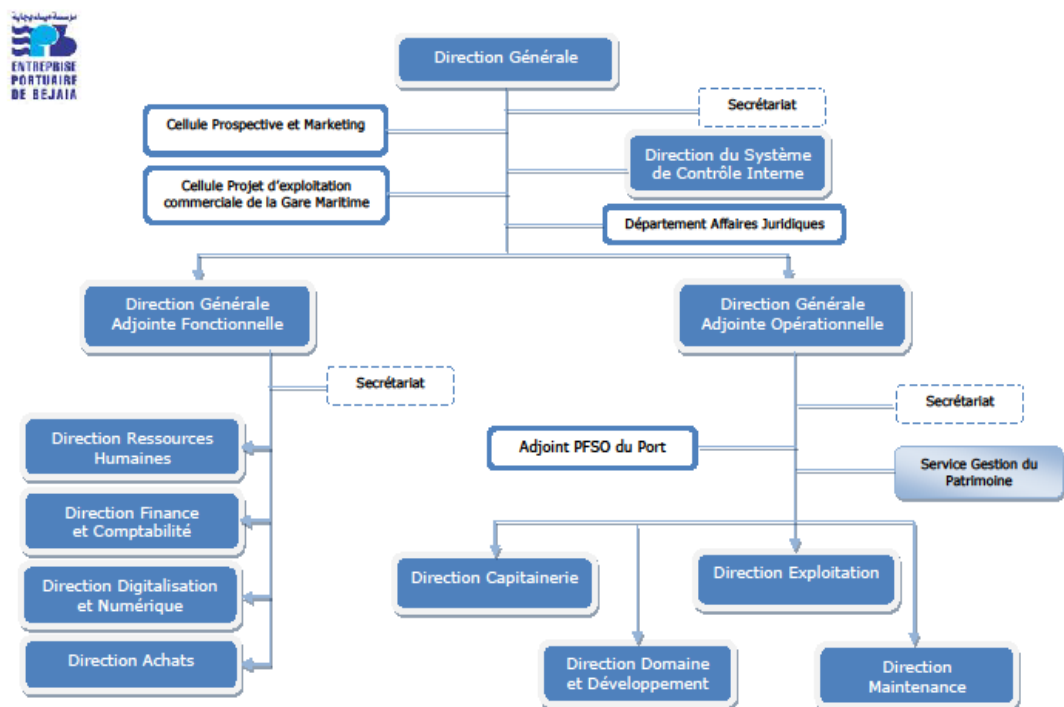 مؤسسة ميناء بجاية
ENTREPRISE
PORTUAIRE
DE BEJAIA
Direction Générale
Secrétariat
Cellule Prospective et Marketing
Direction du Système
de Contrôle Interne
Cellule Projet d'exploitation
commerciale de la Gare Maritime
Département Affaires Juridiques
Direction Générale
Adjointe Fonctionnelle
Direction Générale
Adjointe Opérationnelle
Secrétariat
Secrétariat
Direction Ressources
Humaines
Adjoint PFSO du Port
Service Gestion du
Patrimoine
Direction Finance
et Comptabilité
Direction Capitainerie
Direction Exploitation
Direction Digitalisation
et Numérique
Direction Achats
Direction Domaine
et Développement
Direction
Maintenance